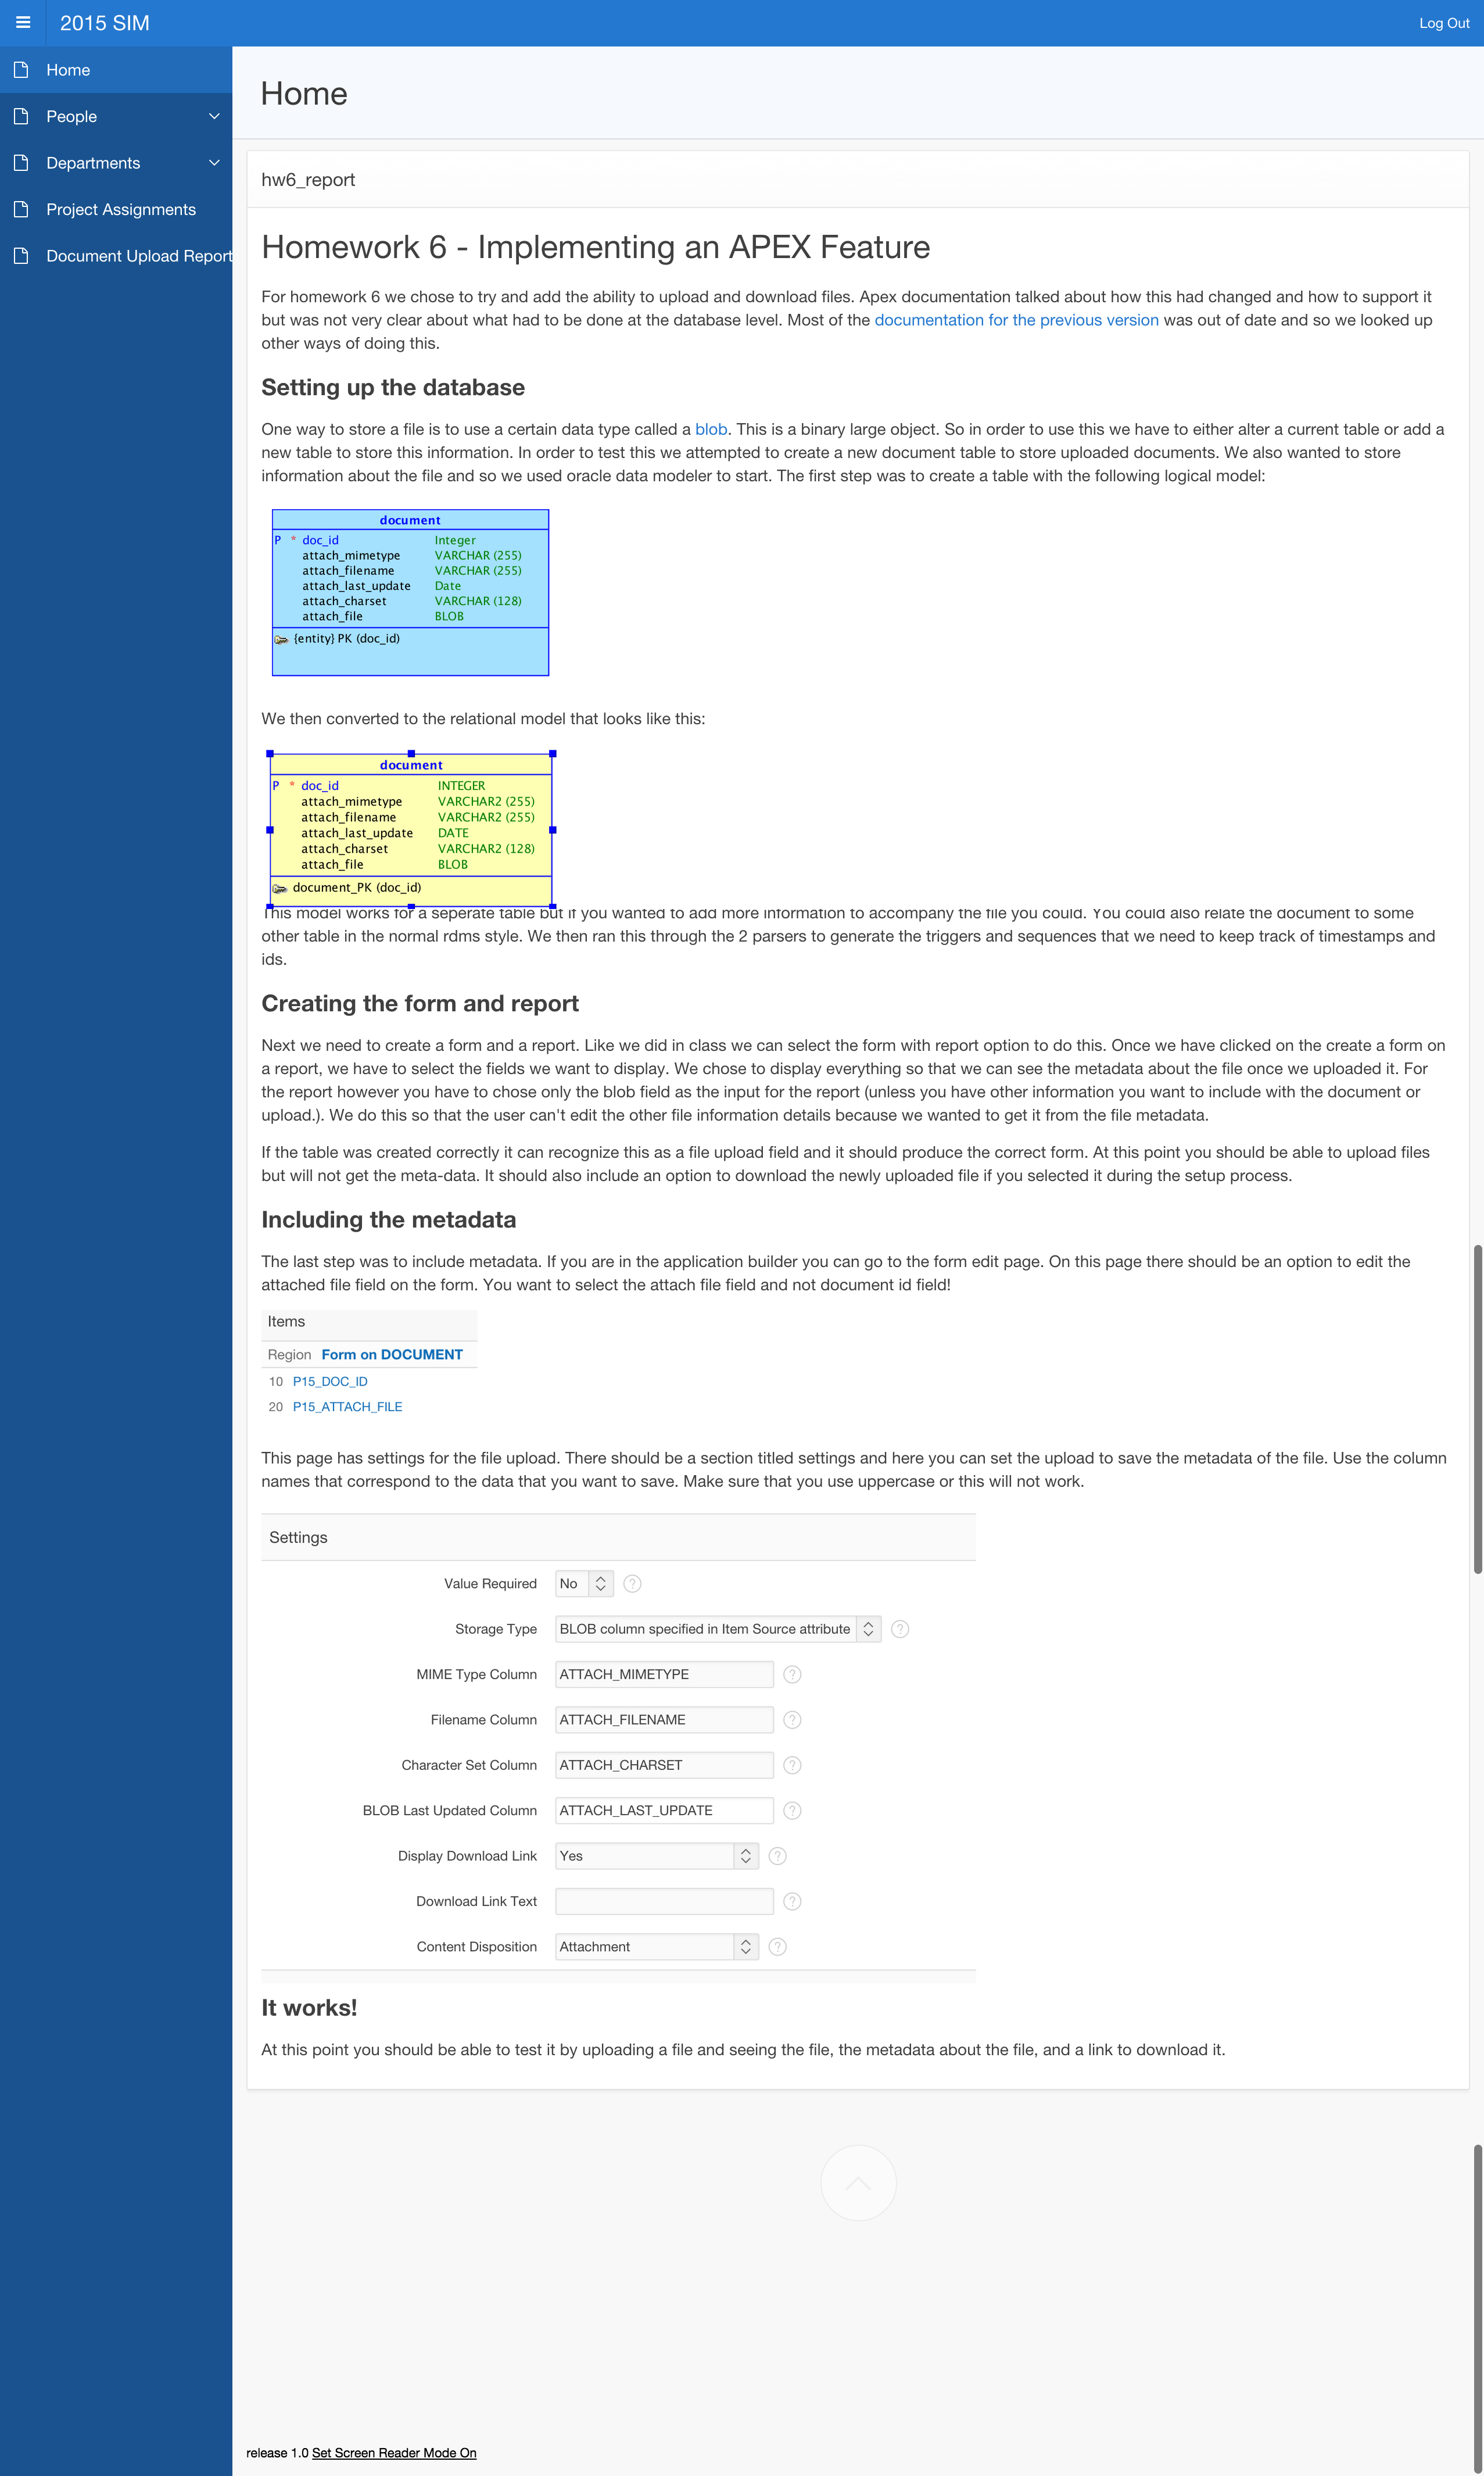 2015 SIM
Log Out
Home
People
Departments
Project Assignments
Document Upload Report
Home
hw6_report
Homework 6 - Implementing an APEX Feature
For homework 6 we chose to try and add the ability to upload and download files. Apex documentation talked about how this had changed and how to support it
but was not very clear about what had to be done at the database level. Most of the documentation for the previous version was out of date and so we looked up
other ways of doing this.
Setting up the database
One way to store a file is to use a certain data type called a blob. This is a binary large object. So in order to use this we have to either alter a current table or add a
new table to store this information. In order to test this we attempted to create a new document table to store uploaded documents. We also wanted to store
information about the file and so we used oracle data modeler to start. The first step was to create a table with the following logical model:
document
P * doc_id Integer
attach_mimetype VARCHAR (255)
attach_filename VARCHAR (255)
attach_last_update Date
attach_charset VARCHAR (128)
attach_file BLOB
{entity} PK (doc_id)
We then converted to the relational model that looks like this:
document
P * doc_id INTEGER
attach_mimetype VARCHAR2 (255)
attach_filename VARCHAR2 (255)
attach_last_update DATE
attach_charset VARCHAR2 (128)
attach_file BLOB
document_PK (doc_id)
This model works for a seperate table but if you wanted to add more information to accompany the file you could. You could also relate the document to some
other table in the normal rdms style. We then ran this through the 2 parsers to generate the triggers and sequences that we need to keep track of timestamps and
ids.
Creating the form and report
Next we need to create a form and a report. Like we did in class we can select the form with report option to do this. Once we have clicked on the create a form on
a report, we have to select the fields we want to display. We chose to display everything so that we can see the metadata about the file once we uploaded it. For
the report however you have to chose only the blob field as the input for the report (unless you have other information you want to include with the document or
upload.). We do this so that the user can't edit the other file information details because we wanted to get it from the file metadata.
If the table was created correctly it can recognize this as a file upload field and it should produce the correct form. At this point you should be able to upload files
but will not get the meta-data. It should also include an option to download the newly uploaded file if you selected it during the setup process.
Including the metadata
The last step was to include metadata. If you are in the application builder you can go to the form edit page. On this page there should be an option to edit the
attached file field on the form. You want to select the attach file field and not document id field!
Items
Region Form on DOCUMENT
10 P15_DOC_ID
20 P15_ATTACH_FILE
This page has settings for the file upload. There should be a section titled settings and here you can set the upload to save the metadata of the file. Use the column
names that correspond to the data that you want to save. Make sure that you use uppercase or this will not work.
Settings
Value Required No ?
Storage Type BLOB column specified in Item Source attribute ?
MIME Type Column ATTACH_MIMETYPE ?
Filename Column ATTACH_FILENAME ?
Character Set Column ATTACH_CHARSET ?
BLOB Last Updated Column ATTACH_LAST_UPDATE ?
Display Download Link Yes ?
Download Link Text ?
Content Disposition Attachment ?
It works!
At this point you should be able to test it by uploading a file and seeing the file, the metadata about the file, and a link to download it.
release 1.0 Set Screen Reader Mode On